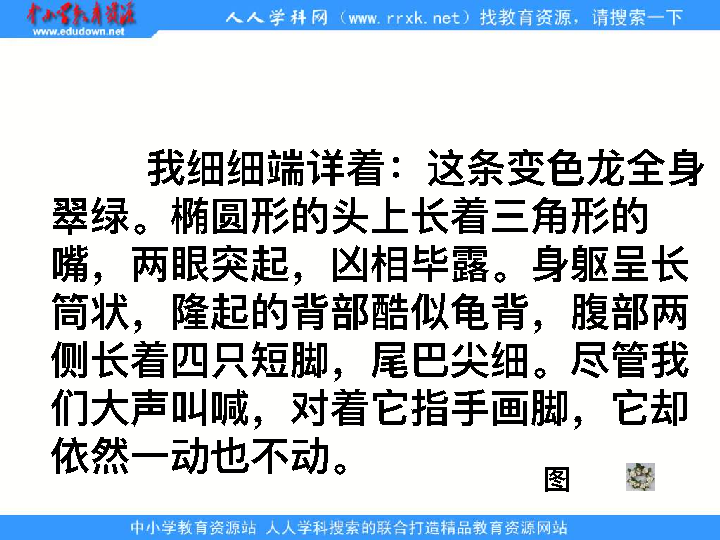 中小学教育资源
www.edudown.net
人人学科网（www.rrxk.net）找教育资源，请搜索一下
我细细端详着：这条变色龙全身
翠绿。椭圆形的头上长着三角形的
嘴，两眼突起，凶相毕露。身躯呈长
筒状，隆起的背部酷似龟背，腹部两
侧长着四只短脚，尾巴尖细。尽管我
们大声叫喊，对着它指手画脚，它却
依然一动也不动。
图
中小学教育资源站 人人学科搜索的联合打造精品教育资源网站